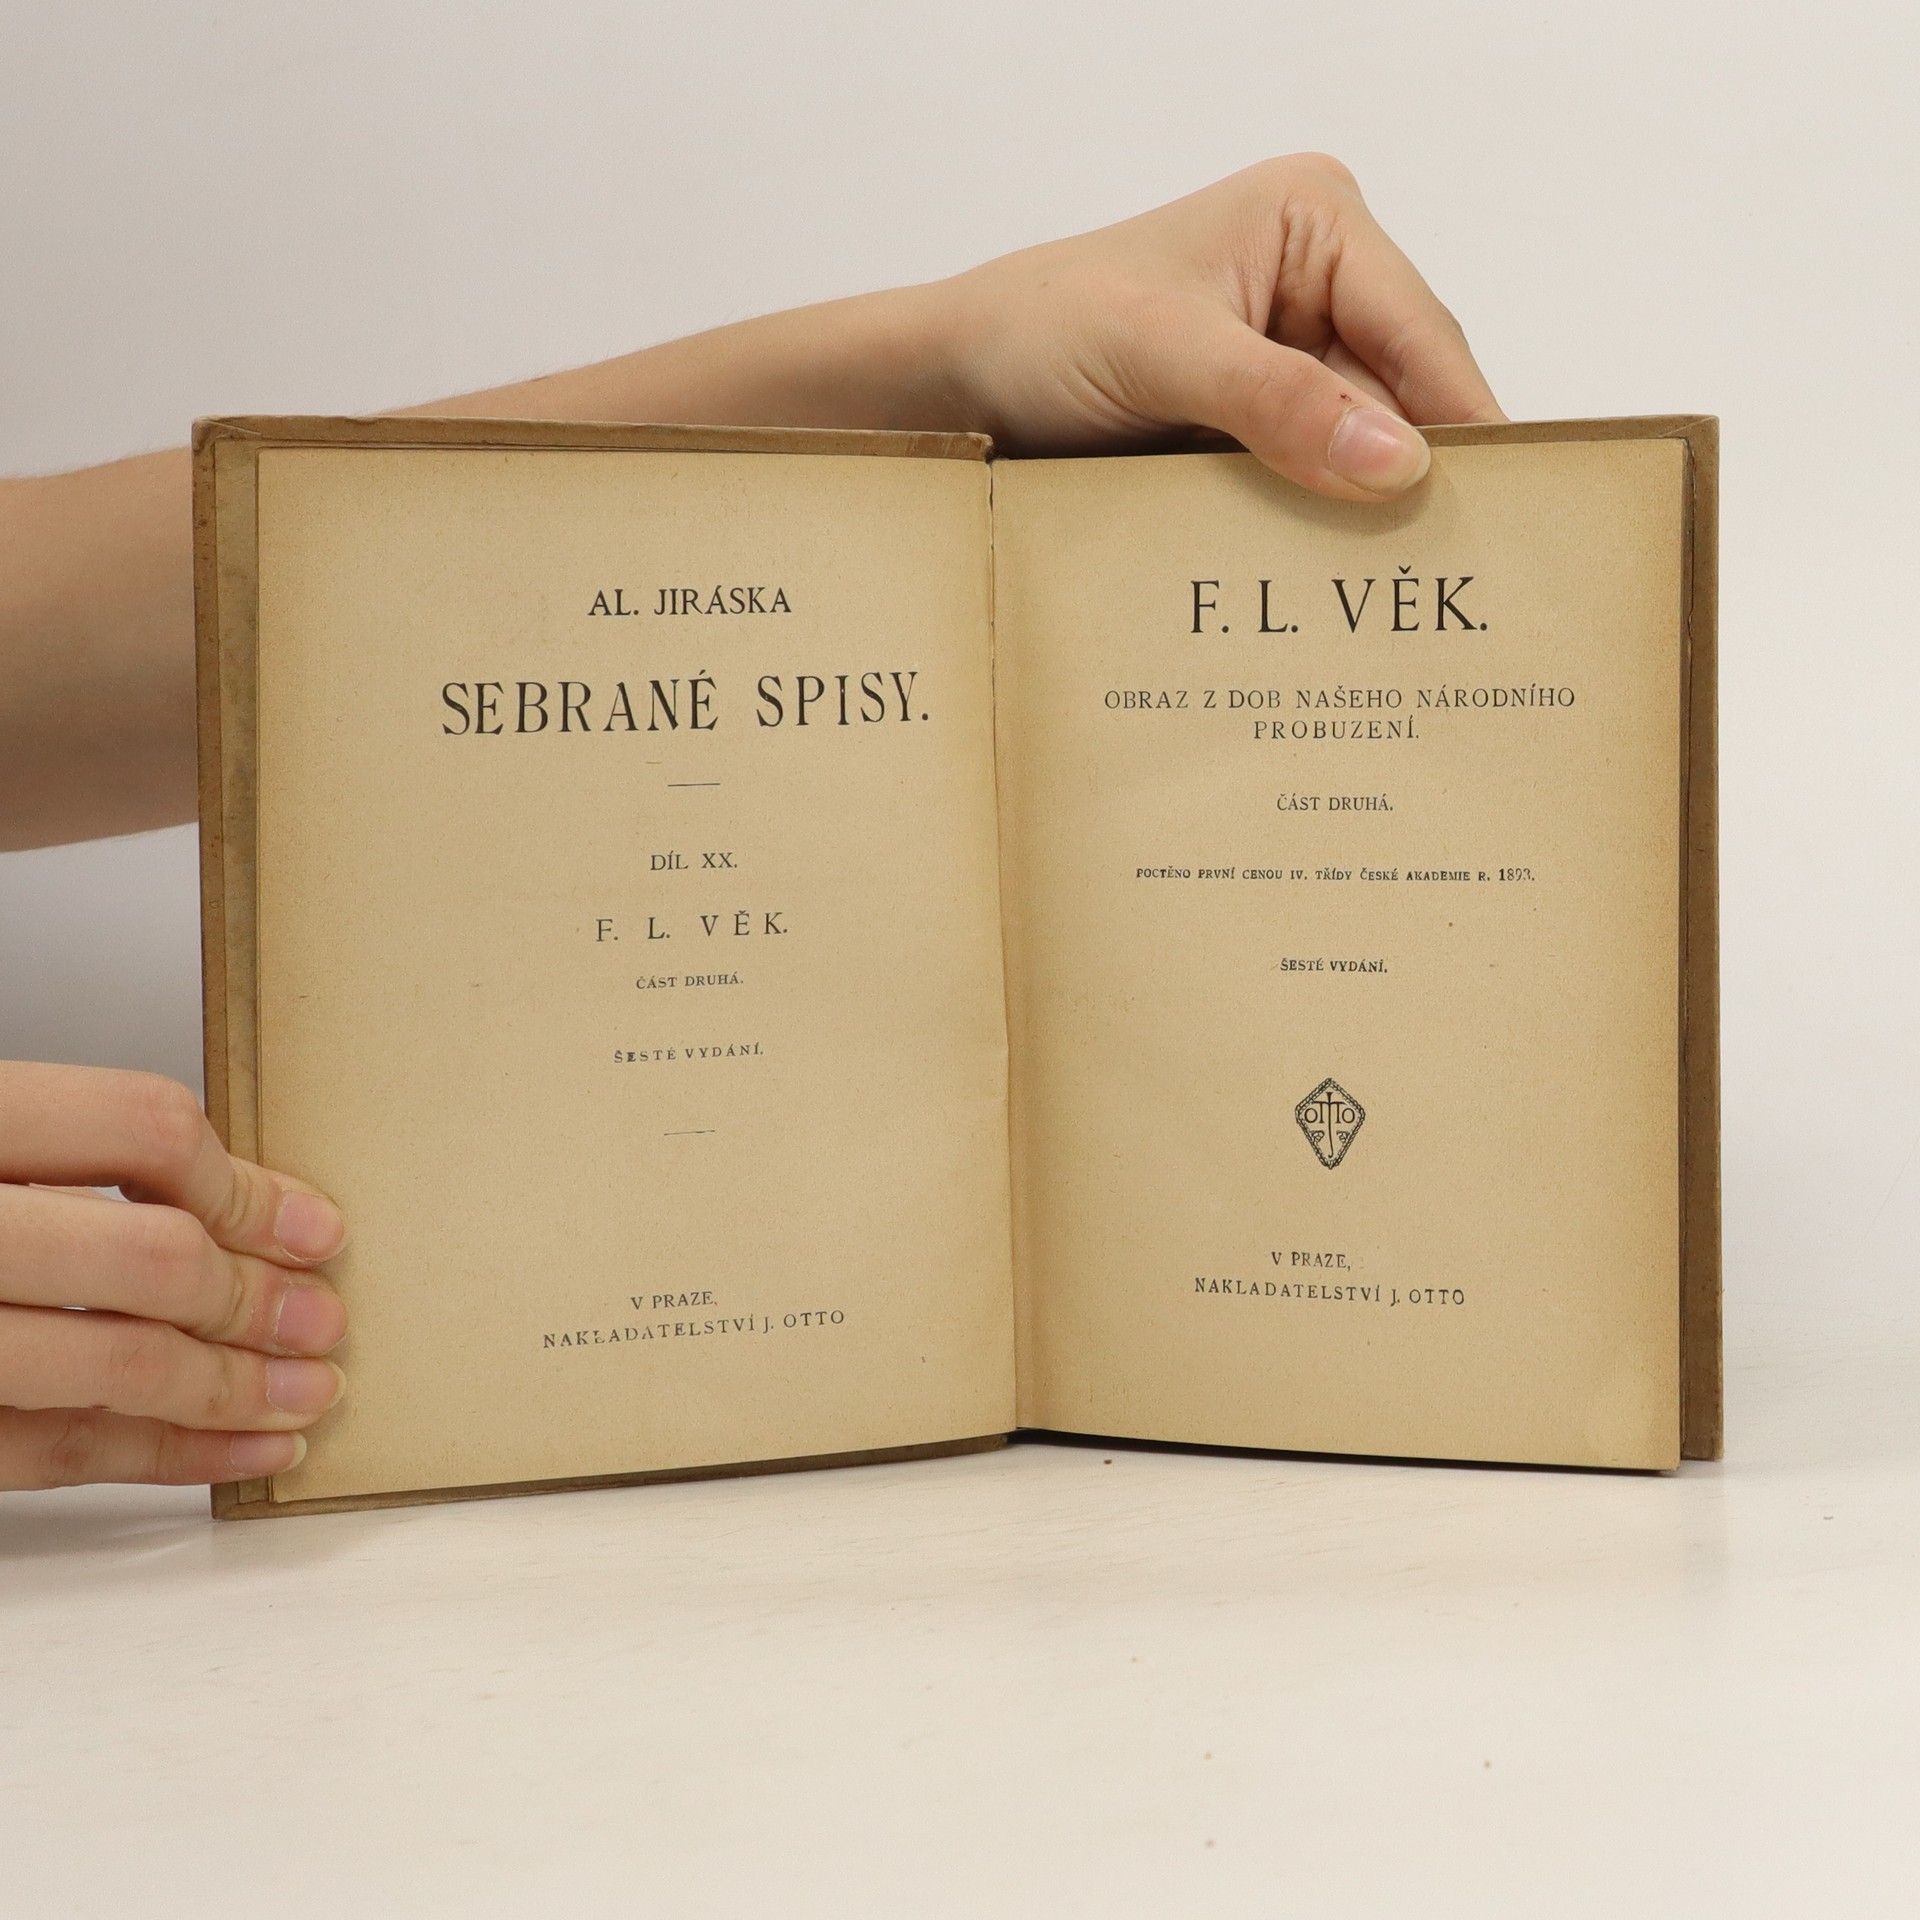 AL. JIRÁSKA
SEBRANÉ SPISY.
DÍL XX.
F. L. VĚK.
ČÁST DRUHÁ.
ŠESTÉ VYDÁNÍ.
V PRAZE,
NAKLADATELSTVÍ J. OTTO
F. L. VĚK.
OBRAZ Z DOB NAŠEHO NÁRODNÍHO
PROBUZENÍ.
ČÁST DRUHÁ.
POCTĚNO PRVNÍ CENOU IV. TŘÍDY ČESKÉ AKADEMIE R. 1893.
ŠESTÉ VYDÁNÍ.
OTTO
V PRAZE,
NAKLADATELSTVÍ J. OTTO